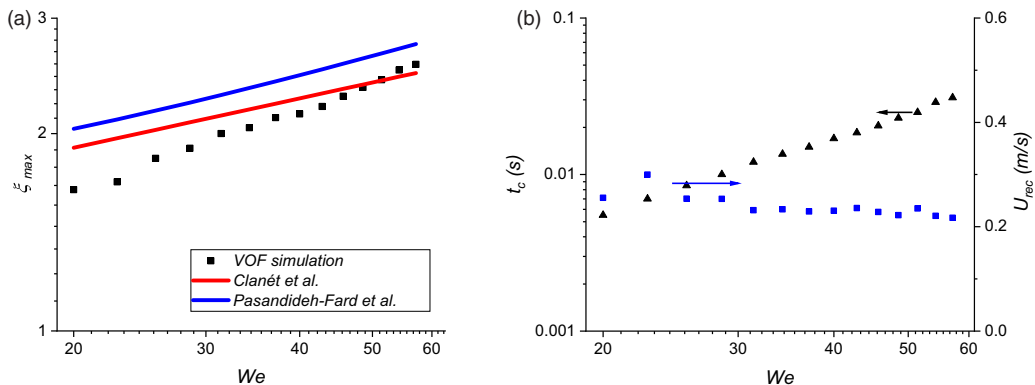 (a)
3
2
1
ξ max
20
30
40
50
60
We
VOF simulation
Clanét et al.
Pasandideh-Fard et al.
(b)
0.1
0.01
0.001
t_c (s)
0.6
0.4
0.2
0.0
U_rec (m/s)
20
30
40
50
60
We